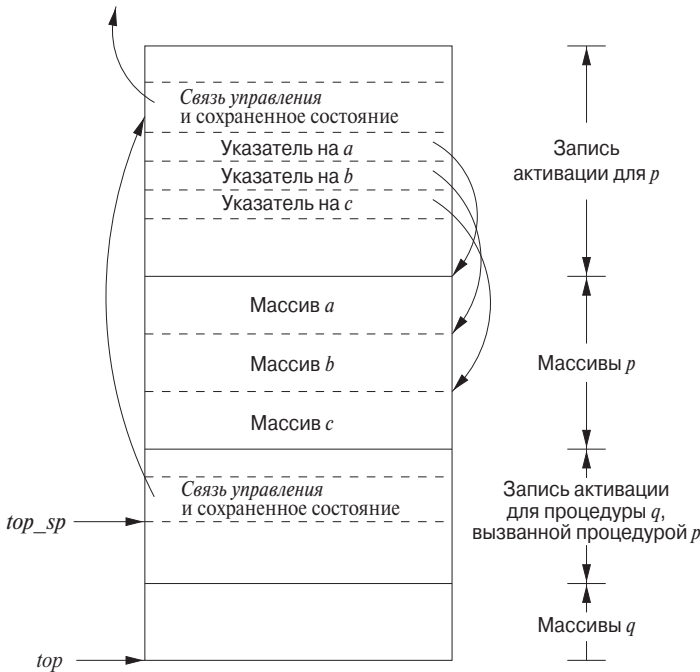 Связь управления
и сохраненное состояние
Указатель на a
Указатель на b
Указатель на c
Запись
активации для p
Массив a
Массив b
Массив c
Массивы p
Связь управления
и сохраненное состояние
top_sp
Запись активации
для процедуры q,
вызванной процедурой p
Массивы q
top